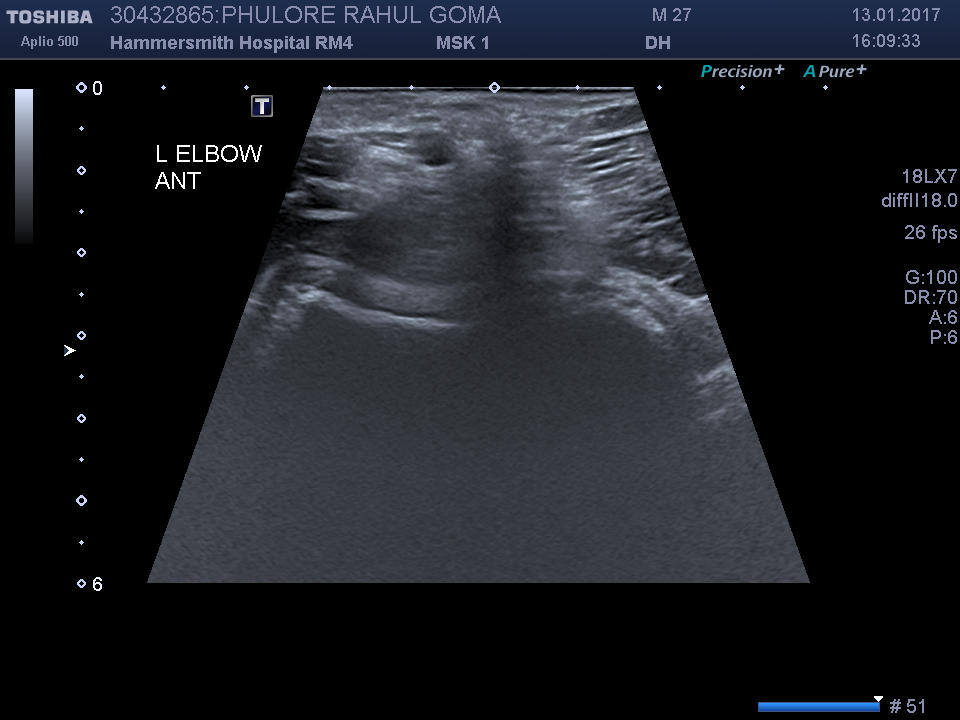 TOSHIBA 30432865:PHULORE RAHUL GOMA M 27 13.01.2017
Aplio 500 Hammersmith Hospital RM4 MSK 1 DH 16:09:33
Precision+ APure+
0
T
L ELBOW
ANT
18LX7
diffII18.0
26 fps
G:100
DR:70
A:6
P:6
6
# 51